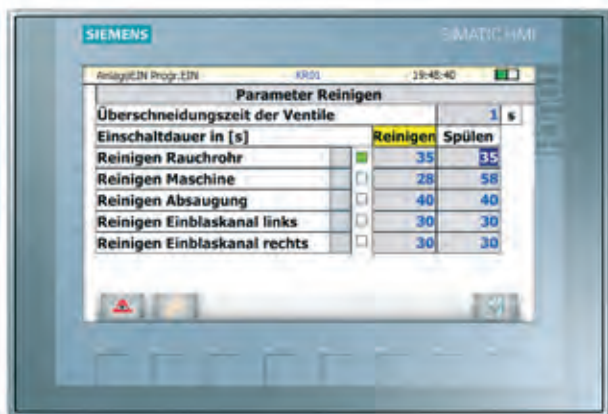 SIEMENS SIMATIC HMI
AnlageEIN Progr.EIN KR01 19:48:40
Parameter Reinigen
Überschneidungszeit der Ventile 1 s
Einschaltdauer in [s] Reinigen Spülen
Reinigen Rauchrohr 35 35
Reinigen Maschine 28 58
Reinigen Absaugung 40 40
Reinigen Einblaskanal links 30 30
Reinigen Einblaskanal rechts 30 30
TOUCH